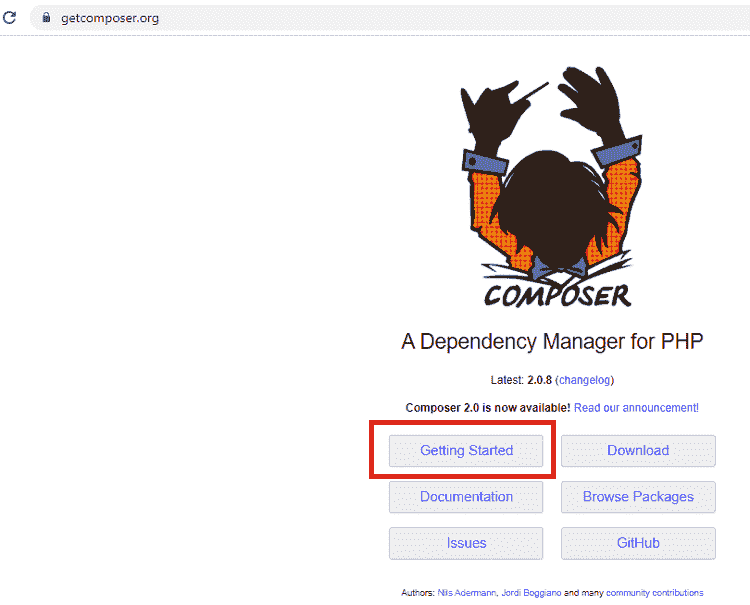 getcomposer.org
COMPOSER
A Dependency Manager for PHP
Latest: 2.0.8 (changelog)
Composer 2.0 is now available! Read our announcement!
Getting Started Download
Documentation Browse Packages
Issues GitHub
Authors: Nils Adermann, Jordi Boggiano and many community contributions